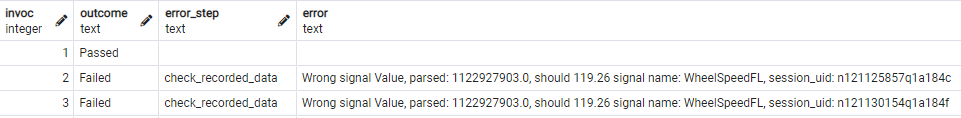 invoc outcome error_step error
integer text text text
1 Passed
2 Failed check_recorded_data Wrong signal Value, parsed: 1122927903.0, should 119.26 signal name: WheelSpeedFL, session_uid: n121125857q1a184c
3 Failed check_recorded_data Wrong signal Value, parsed: 1122927903.0, should 119.26 signal name: WheelSpeedFL, session_uid: n121130154q1a184f